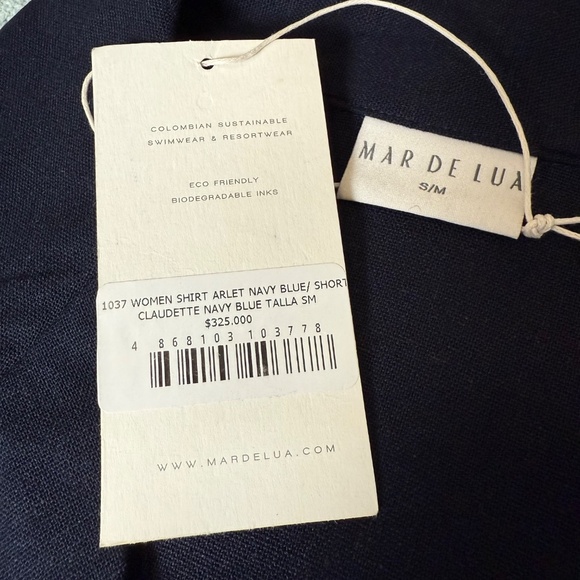 COLOMBIAN SUSTAINABLE
SWIMWEAR & RESORTWEAR
ECO FRIENDLY
BIODEGRADABLE INKS
MAR DE LUA
S/M
1037 WOMEN SHIRT ARLET NAVY BLUE/ SHORT
CLAUDETTE NAVY BLUE TALLA SM
$325.000
4 868103 103778
WWW.MARDELUA.COM